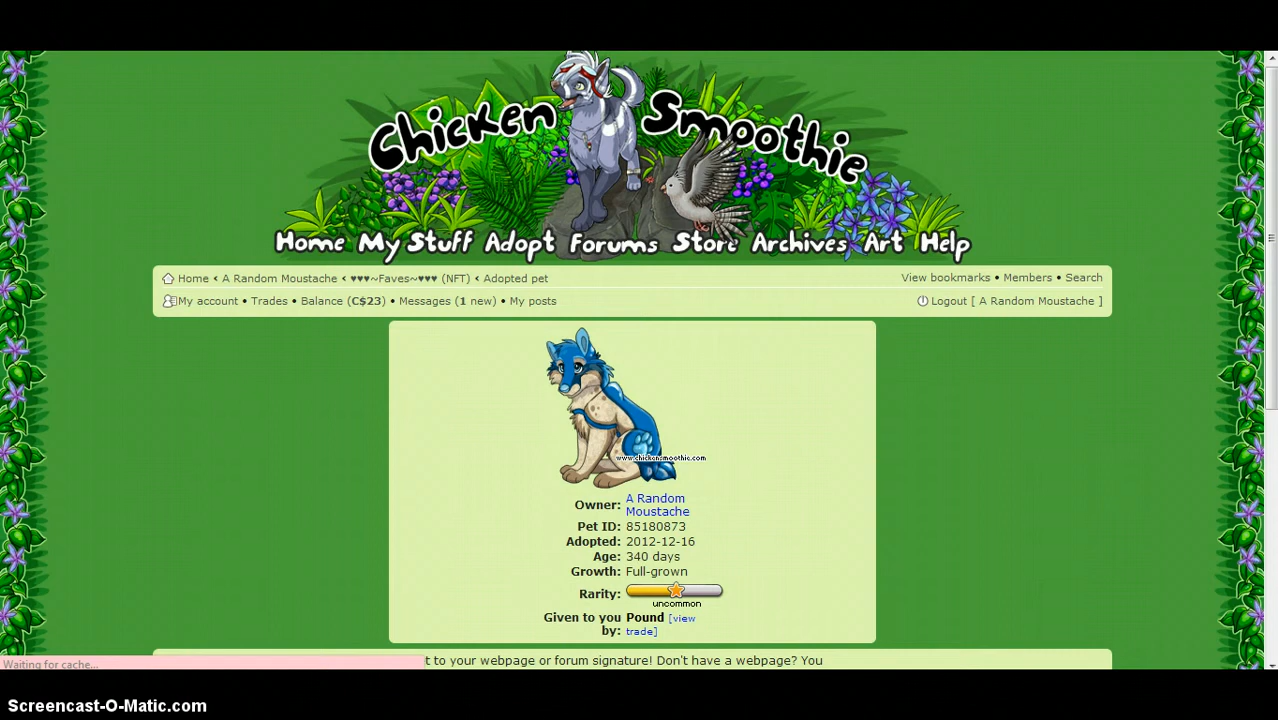 Chicken Smoothie
Home My Stuff Adopt Forums Store Archives Art Help
Home ‹ A Random Moustache ‹ ♥♥♥~Faves~♥♥♥ (NFT) ‹ Adopted pet
View bookmarks • Members • Search
My account • Trades • Balance (C$23) • Messages (1 new) • My posts
Logout [ A Random Moustache ]
www.chickensmoothie.com
Owner: A Random
Moustache
Pet ID: 85180873
Adopted: 2012-12-16
Age: 340 days
Growth: Full-grown
Rarity:
uncommon
Given to you Pound [view
by: trade]
t to your webpage or forum signature! Don't have a webpage? You
Waiting for cache...
Screencast-O-Matic.com